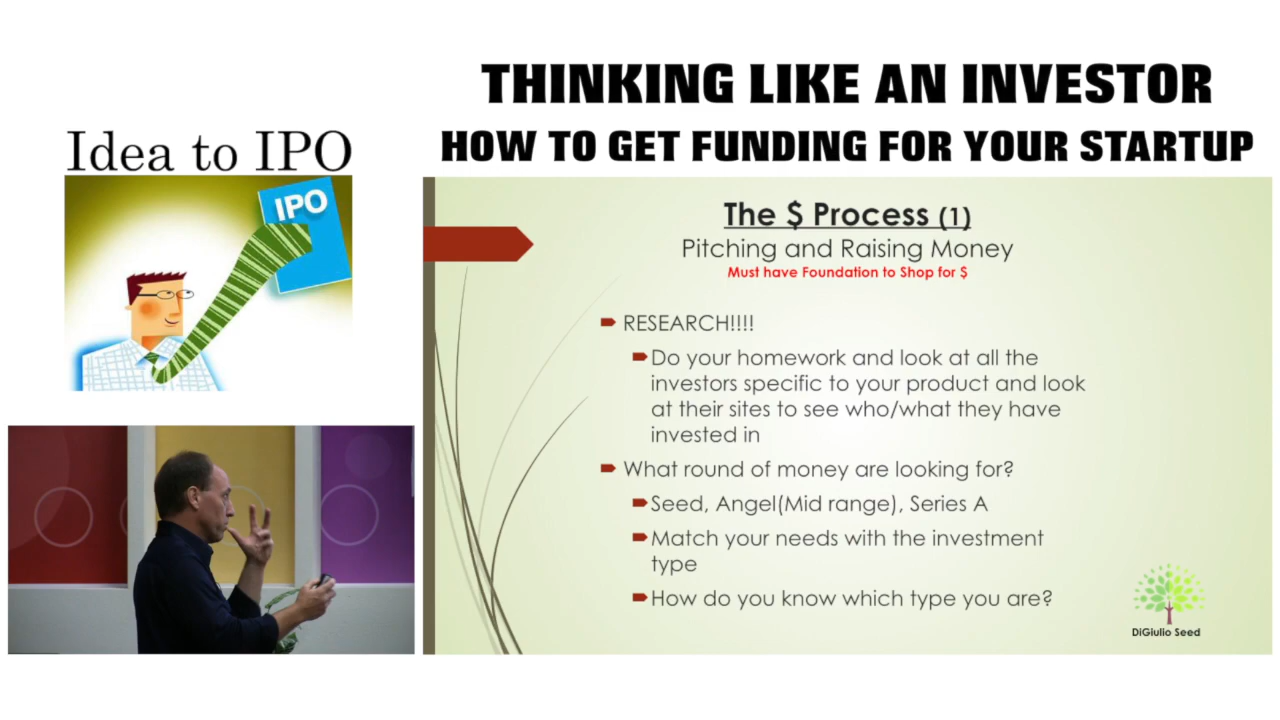 THINKING LIKE AN INVESTOR
HOW TO GET FUNDING FOR YOUR STARTUP
Idea to IPO
IPO
The $ Process (1)
Pitching and Raising Money
Must have Foundation to Shop for $
RESEARCH!!!!
Do your homework and look at all the
investors specific to your product and look
at their sites to see who/what they have
invested in
What round of money are looking for?
Seed, Angel(Mid range), Series A
Match your needs with the investment
type
How do you know which type you are?
DiGiulio Seed